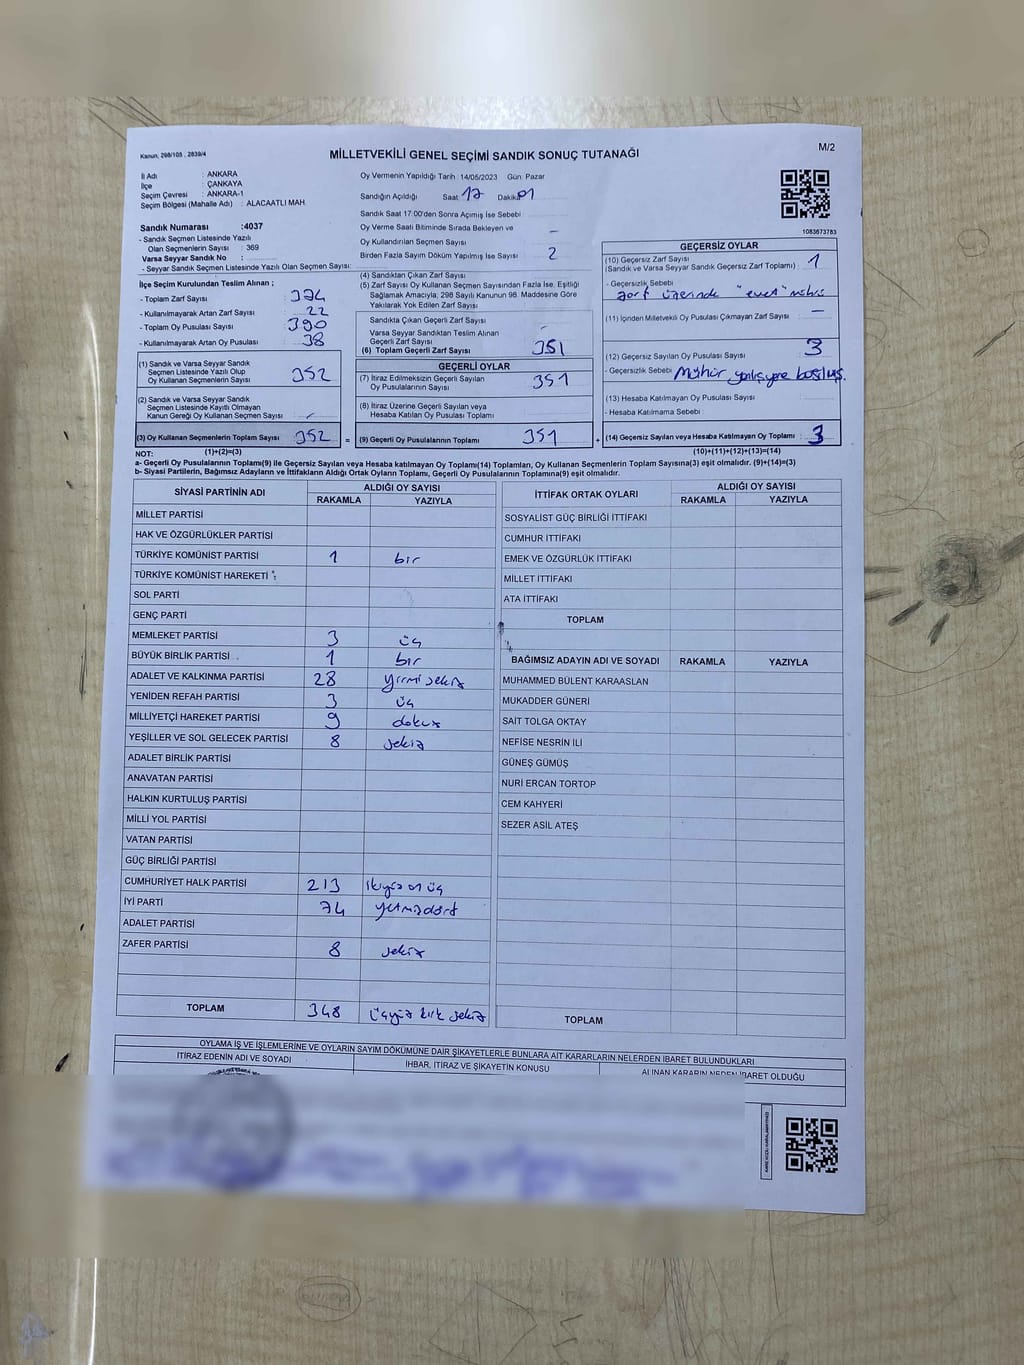 Kanun; 298/105 , 2839/4
MİLLETVEKİLİ GENEL SEÇİMİ SANDIK SONUÇ TUTANAĞI
M/2
İl Adı : ANKARA
İlçe : ÇANKAYA
Seçim Çevresi : ANKARA-1
Seçim Bölgesi (Mahalle Adı) : ALACAATLI MAH.
Sandık Numarası :4037
- Sandık Seçmen Listesinde Yazılı
Olan Seçmenlerin Sayısı : 369
Varsa Seyyar Sandık No :
- Seyyar Sandık Seçmen Listesinde Yazılı Olan Seçmen Sayısı:
Oy Vermenin Yapıldığı Tarih : 14/05/2023 Gün: Pazar
Sandığın Açıldığı Saat: 17 Dakika: 01
Sandık Saat 17.00'den Sonra Açımış İse Sebebi
Oy Verme Saati Bitiminde Sırada Bekleyen ve
Oy Kullandırılan Seçmen Sayısı –
Birden Fazla Sayım Döküm Yapılmış İse Sayısı 2
1083673783
İlçe Seçim Kurulundan Teslim Alınan ;
- Toplam Zarf Sayısı 374
- Kullanılmayarak Artan Zarf Sayısı 22
- Toplam Oy Pusulası Sayısı 390
- Kullanılmayarak Artan Oy Pusulası 38
(1) Sandık ve Varsa Seyyar Sandık
Seçmen Listesinde Yazılı Olup
Oy Kullanan Seçmenlerin Sayısı 352
(2) Sandık ve Varsa Seyyar Sandık
Seçmen Listesinde Kaydı Olmayan
Kanun Gereği Oy Kullanan Seçmen Sayısı -
(3) Oy Kullanan Seçmenlerin Toplam Sayısı 352 =
(4) Sandıktan Çıkan Zarf Sayısı
(5) Zarf Sayısı Oy Kullanan Seçmen Sayısından Fazla İse, Eşitliği
Sağlamak Amacıyla, 298 Sayılı Kanunun 98. Maddesine Göre
Yakılarak Yok Edilen Zarf Sayısı
Sandıkta Çıkan Geçerli Zarf Sayısı
Varsa Seyyar Sandıktan Teslim Alınan
Geçerli Zarf Sayısı -
(6) Toplam Geçerli Zarf Sayısı 351
GEÇERLİ OYLAR
(7) İtiraz Edilmeksizin Geçerli Sayılan
Oy Pusulalarının Sayısı 351
(8) İtiraz Üzerine Geçerli Sayılan veya
Hesaba Katılan Oy Pusulası Toplamı
(9) Geçerli Oy Pusulalarının Toplamı 351 +
GEÇERSİZ OYLAR
(10) Geçersiz Zarf Sayısı
(Sandık ve Varsa Seyyar Sandık Geçersiz Zarf Toplamı) : 1
- Geçersizlik Sebebi
zarf üzerinde "evet" mührü
(11) İçinden Milletvekili Oy Pusulası Çıkmayan Zarf Sayısı : –
(12) Geçersiz Sayılan Oy Pusulası Sayısı : 3
- Geçersizlik Sebebi : Mühür yanlış yere basılmış.
(13) Hesaba Katılmayan Oy Pusulası Sayısı :
- Hesaba Katılmama Sebebi :
(14) Geçersiz Sayılan veya Hesaba Katılmayan Oy Toplamı : 3
NOT: (1)+(2)=(3) (10)+(11)+(12)+(13)=(14)
a- Geçerli Oy Pusulalarının Toplamı(9) ile Geçersiz Sayılan veya Hesaba katılmayan Oy Toplamı(14) Toplamları, Oy Kullanan Seçmenlerin Toplam Sayısına(3) eşit olmalıdır. (9)+(14)=(3)
b- Siyasi Partilerin, Bağımsız Adayların ve İttifakların Aldığı Ortak Oyların Toplamı, Geçerli Oy Pusulalarının Toplamına(9) eşit olmalıdır.
SİYASİ PARTİNİN ADI ALDIĞI OY SAYISI
RAKAMLA YAZIYLA
MİLLET PARTİSİ
HAK VE ÖZGÜRLÜKLER PARTİSİ
TÜRKİYE KOMÜNİST PARTİSİ 1 bir
TÜRKİYE KOMÜNİST HAREKETİ
SOL PARTİ
GENÇ PARTİ
MEMLEKET PARTİSİ 3 üç
BÜYÜK BİRLİK PARTİSİ 1 bir
ADALET VE KALKINMA PARTİSİ 28 yirmi sekiz
YENİDEN REFAH PARTİSİ 3 üç
MİLLİYETÇİ HAREKET PARTİSİ 9 dokuz
YEŞİLLER VE SOL GELECEK PARTİSİ 8 sekiz
ADALET BİRLİK PARTİSİ
ANAVATAN PARTİSİ
HALKIN KURTULUŞ PARTİSİ
MİLLİ YOL PARTİSİ
VATAN PARTİSİ
GÜÇ BİRLİĞİ PARTİSİ
CUMHURİYET HALK PARTİSİ 213 ikiyüz on üç
İYİ PARTİ 74 yetmişdört
ADALET PARTİSİ
ZAFER PARTİSİ 8 sekiz
TOPLAM 348 üçyüz kırk sekiz
İTTİFAK ORTAK OYLARI ALDIĞI OY SAYISI
RAKAMLA YAZIYLA
SOSYALİST GÜÇ BİRLİĞİ İTTİFAKI
CUMHUR İTTİFAKI
EMEK VE ÖZGÜRLÜK İTTİFAKI
MİLLET İTTİFAKI
ATA İTTİFAKI
TOPLAM
BAĞIMSIZ ADAYIN ADI VE SOYADI RAKAMLA YAZIYLA
MUHAMMED BÜLENT KARAASLAN
MUKADDER GÜNERİ
SAİT TOLGA OKTAY
NEFİSE NESRİN İLİ
GÜNEŞ GÜMÜŞ
NURİ ERCAN TORTOP
CEM KAHYERİ
SEZER ASİL ATEŞ
TOPLAM
OYLAMA İŞ VE İŞLEMLERİNE VE OYLARIN SAYIM DÖKÜMÜNE DAİR ŞİKAYETLERLE BUNLARA AİT KARARLARIN NELERDEN İBARET BULUNDUKLARI
İTİRAZ EDENİN ADI VE SOYADI İHBAR, İTİRAZ VE ŞİKAYETİN KONUSU ALINAN KARARIN NEDEN İBARET OLDUĞU
KARE KODU KARALAMAYINIZ